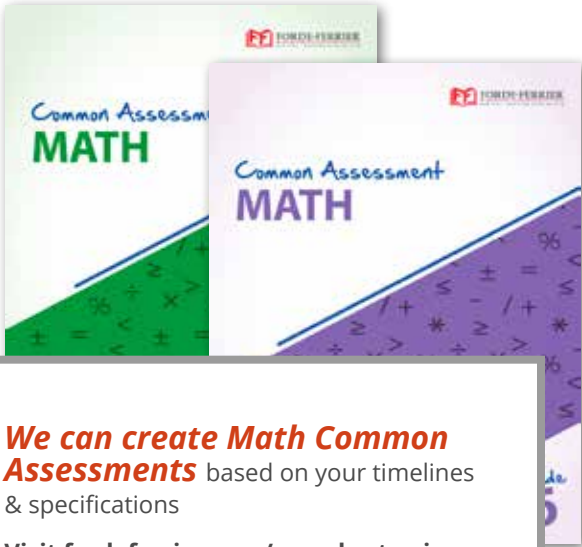 FORDE-FERRIER
Common Assessm
MATH
FORDE-FERRIER
Common Assessment
MATH
We can create Math Common
Assessments based on your timelines
& specifications